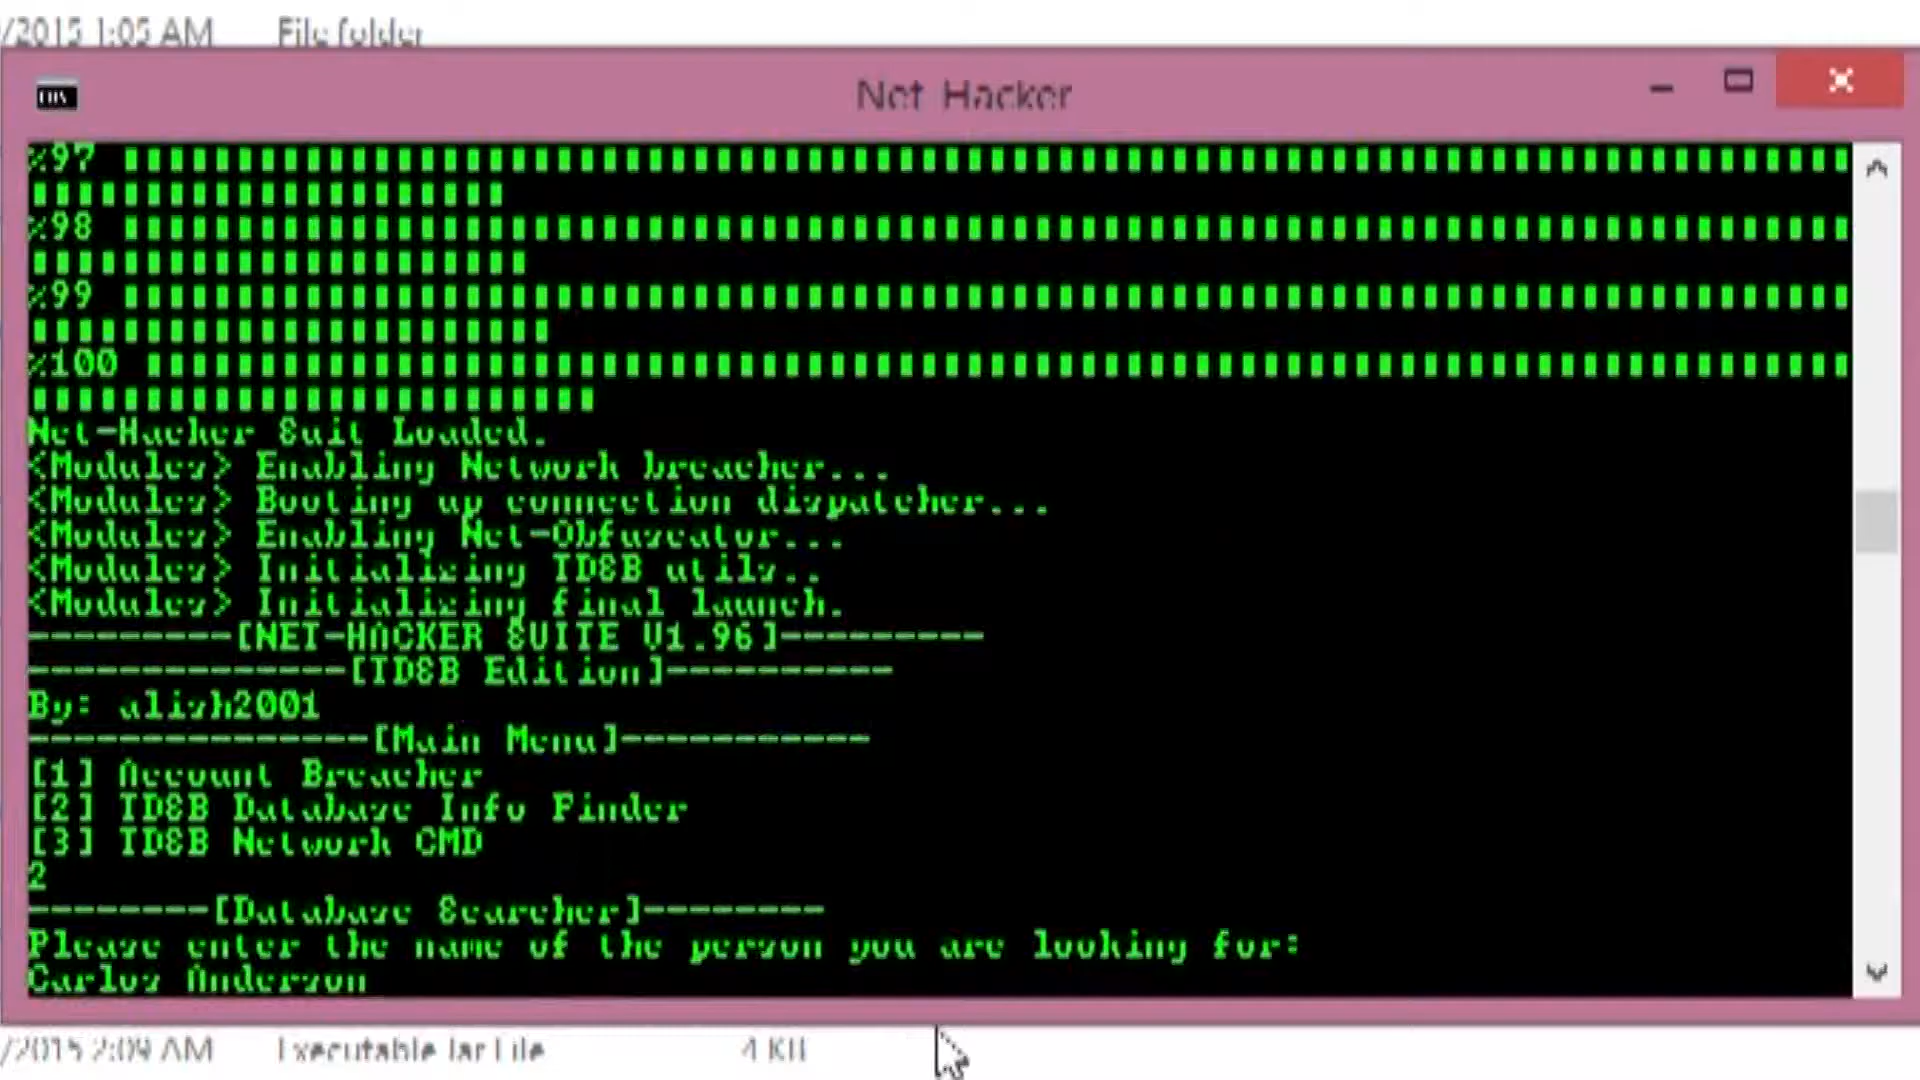 /2015 1:05 AM File folder
Net Hacker
%97
%98
%99
%100
Net-Hacker Suit Loaded.
<Modules> Enabling Network breacher...
<Modules> Booting up connection dispatcher...
<Modules> Enabling Net-Obfuscator...
<Modules> Initializing TD&B utils..
<Modules> Initializing final launch.
---------[NET-HACKER SUITE V1.96]---------
--------------[TD&B Edition]----------
By: alish2001
---------------[Main Menu]-----------
[1] Account Breacher
[2] TD&B Database Info Finder
[3] TD&B Network CMD
2
--------[Database Searcher]--------
Please enter the name of the person you are looking for:
Carlos Anderson
/2015 2:09 AM Executable Jar File 4 KB